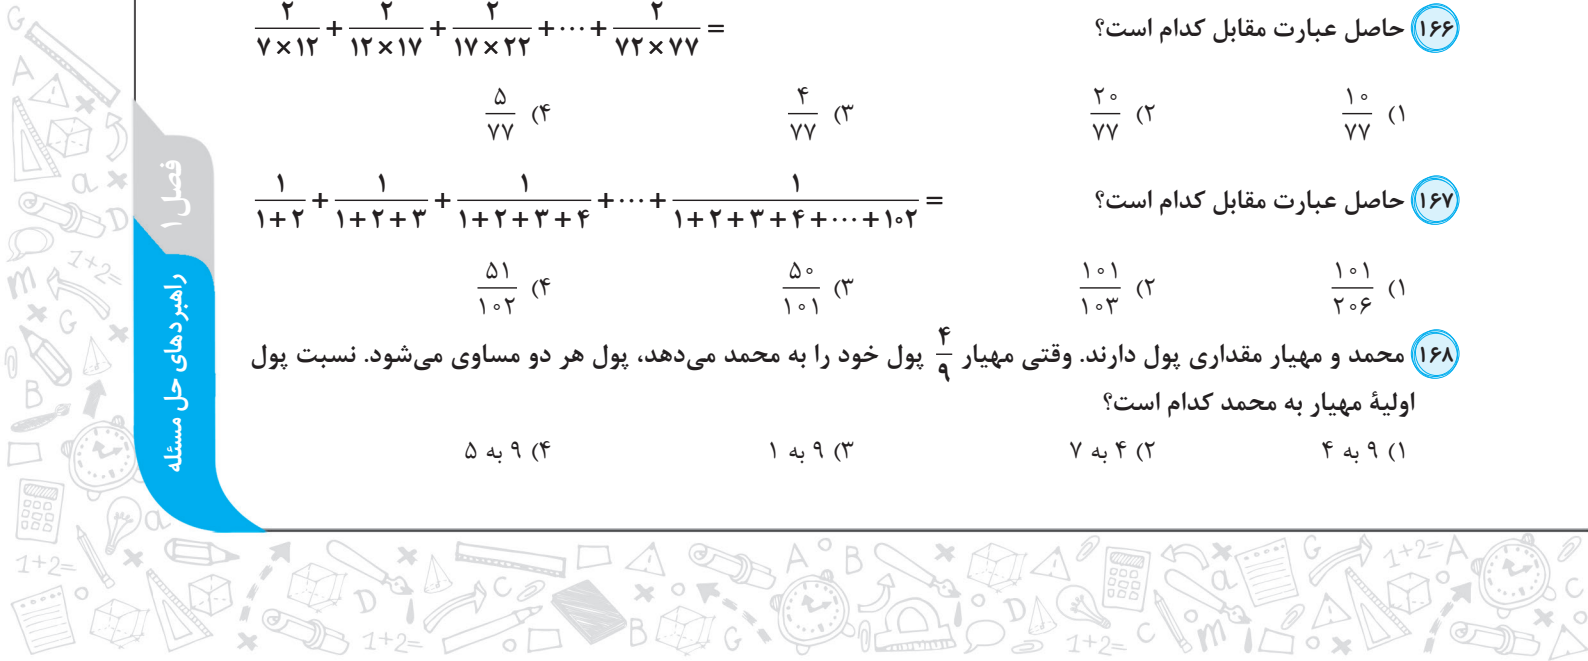 ۱۶۶ حاصل عبارت مقابل کدام است؟ ۲/(۷×۱۲) + ۲/(۱۲×۱۷) + ۲/(۱۷×۲۲) + ... + ۲/(۷۲×۷۷) =
۱) ۱۰/۷۷ ۲) ۲۰/۷۷ ۳) ۴/۷۷ ۴) ۵/۷۷
۱۶۷ حاصل عبارت مقابل کدام است؟ ۱/(۱+۲) + ۱/(۱+۲+۳) + ۱/(۱+۲+۳+۴) + ... + ۱/(۱+۲+۳+۴+...+۱۰۲) =
۱) ۱۰۱/۲۰۶ ۲) ۱۰۱/۱۰۳ ۳) ۵۰/۱۰۱ ۴) ۵۱/۱۰۲
۱۶۸ محمد و مهیار مقداری پول دارند. وقتی مهیار ۴/۹ پول خود را به محمد می‌دهد، پول هر دو مساوی می‌شود. نسبت پول
اولیهٔ مهیار به محمد کدام است؟
۱) ۹ به ۴ ۲) ۴ به ۷ ۳) ۹ به ۱ ۴) ۹ به ۵
فصل ۱
راهبردهای حل مسئله